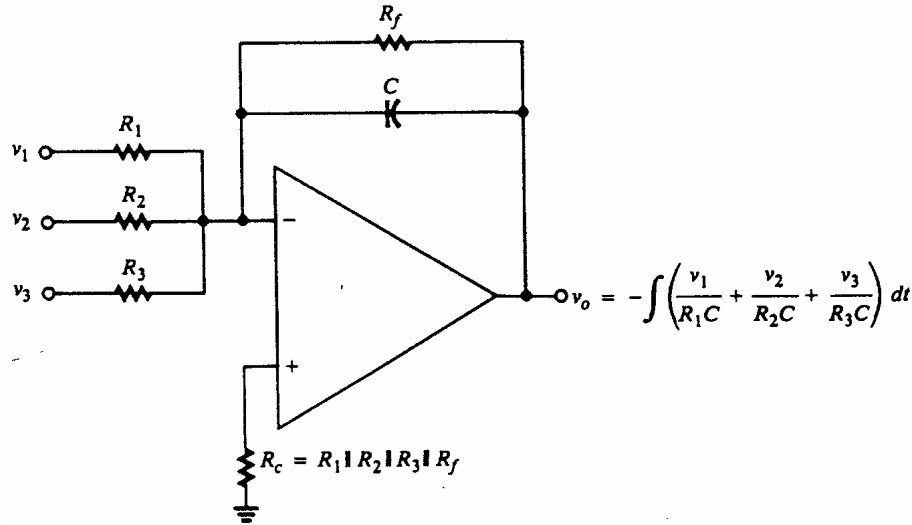 R_f
C
R_1
v_1
R_2
v_2
R_3
v_3
−
+
v_o = −∫(v_1/R_1C + v_2/R_2C + v_3/R_3C) dt
R_c = R_1 || R_2 || R_3 || R_f